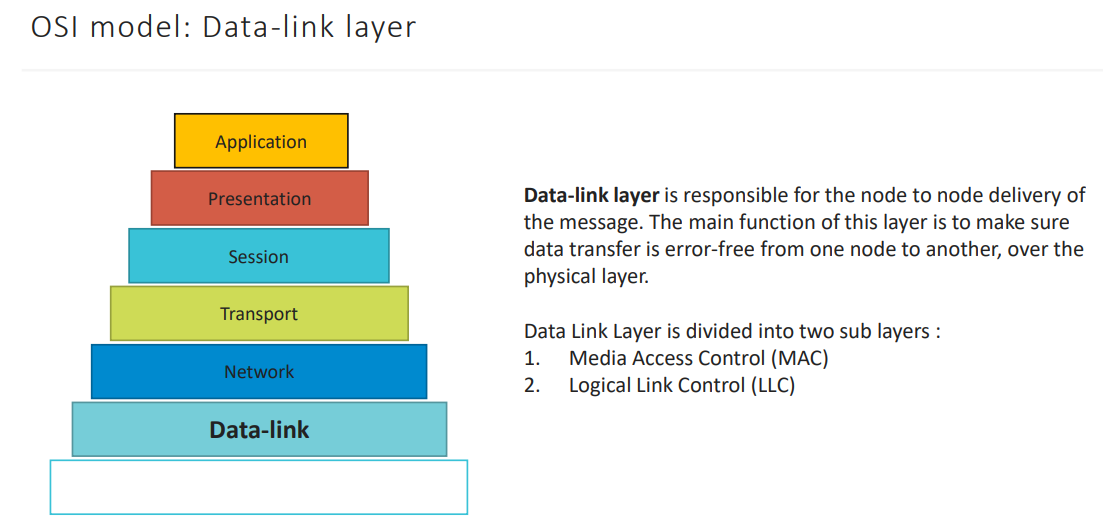 OSI model: Data-link layer
Application
Presentation
Session
Transport
Network
Data-link
Data-link layer is responsible for the node to node delivery of
the message. The main function of this layer is to make sure
data transfer is error-free from one node to another, over the
physical layer.
Data Link Layer is divided into two sub layers :
1. Media Access Control (MAC)
2. Logical Link Control (LLC)